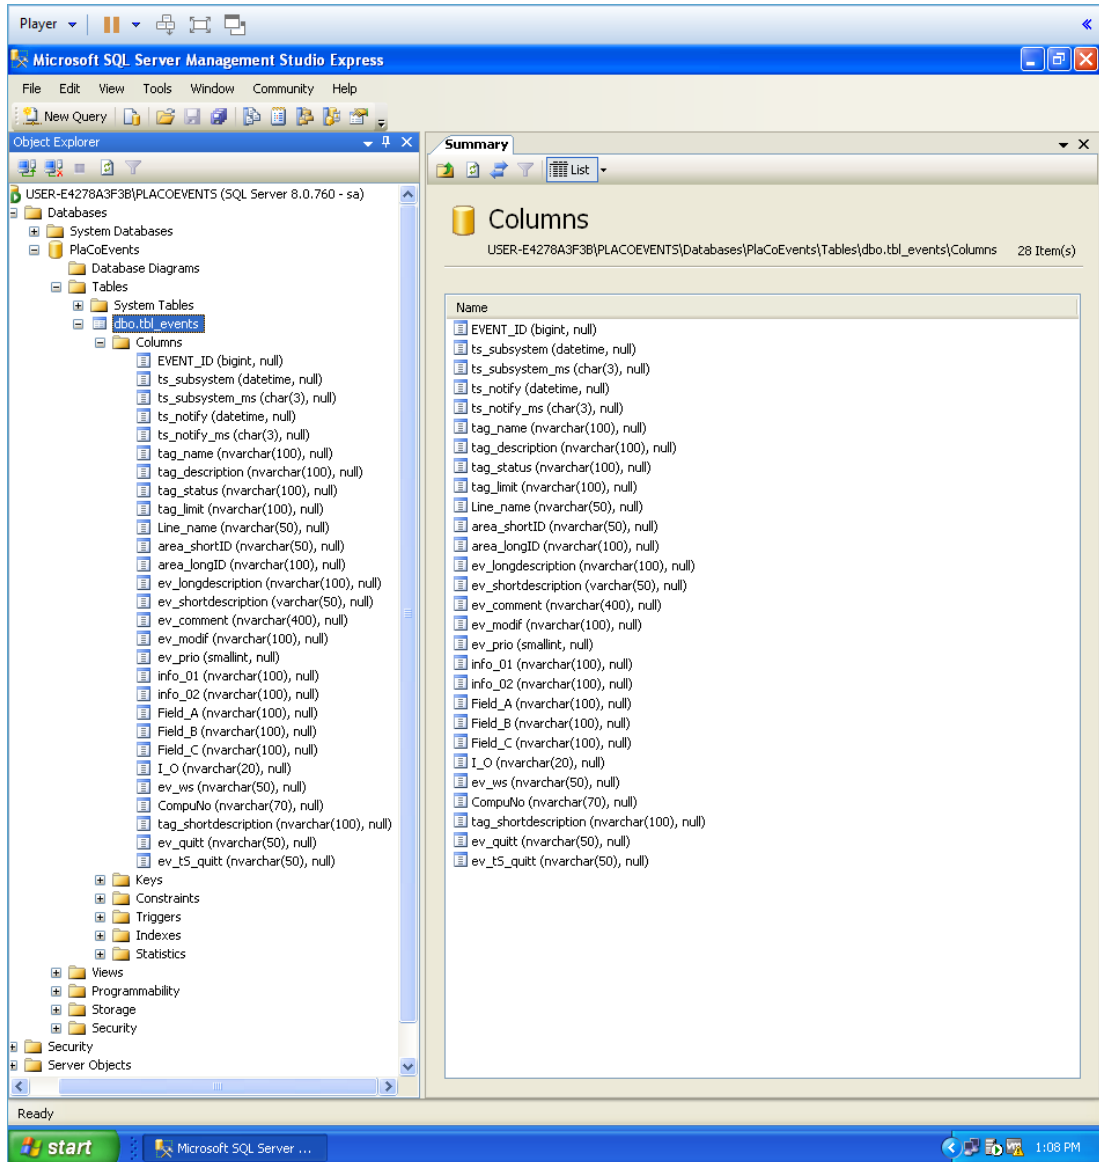 Player
Microsoft SQL Server Management Studio Express
File Edit View Tools Window Community Help
New Query
Object Explorer
USER-E4278A3F3B\PLACOEVENTS (SQL Server 8.0.760 - sa)
Databases
System Databases
PlaCoEvents
Database Diagrams
Tables
System Tables
dbo.tbl_events
Columns
EVENT_ID (bigint, null)
ts_subsystem (datetime, null)
ts_subsystem_ms (char(3), null)
ts_notify (datetime, null)
ts_notify_ms (char(3), null)
tag_name (nvarchar(100), null)
tag_description (nvarchar(100), null)
tag_status (nvarchar(100), null)
tag_limit (nvarchar(100), null)
Line_name (nvarchar(50), null)
area_shortID (nvarchar(50), null)
area_longID (nvarchar(100), null)
ev_longdescription (nvarchar(100), null)
ev_shortdescription (varchar(50), null)
ev_comment (nvarchar(400), null)
ev_modif (nvarchar(100), null)
ev_prio (smallint, null)
info_01 (nvarchar(100), null)
info_02 (nvarchar(100), null)
Field_A (nvarchar(100), null)
Field_B (nvarchar(100), null)
Field_C (nvarchar(100), null)
I_O (nvarchar(20), null)
ev_ws (nvarchar(50), null)
CompuNo (nvarchar(70), null)
tag_shortdescription (nvarchar(100), null)
ev_quitt (nvarchar(50), null)
ev_tS_quitt (nvarchar(50), null)
Keys
Constraints
Triggers
Indexes
Statistics
Views
Programmability
Storage
Security
Security
Server Objects
Summary
List
Columns
USER-E4278A3F3B\PLACOEVENTS\Databases\PlaCoEvents\Tables\dbo.tbl_events\Columns 28 Item(s)
Name
EVENT_ID (bigint, null)
ts_subsystem (datetime, null)
ts_subsystem_ms (char(3), null)
ts_notify (datetime, null)
ts_notify_ms (char(3), null)
tag_name (nvarchar(100), null)
tag_description (nvarchar(100), null)
tag_status (nvarchar(100), null)
tag_limit (nvarchar(100), null)
Line_name (nvarchar(50), null)
area_shortID (nvarchar(50), null)
area_longID (nvarchar(100), null)
ev_longdescription (nvarchar(100), null)
ev_shortdescription (varchar(50), null)
ev_comment (nvarchar(400), null)
ev_modif (nvarchar(100), null)
ev_prio (smallint, null)
info_01 (nvarchar(100), null)
info_02 (nvarchar(100), null)
Field_A (nvarchar(100), null)
Field_B (nvarchar(100), null)
Field_C (nvarchar(100), null)
I_O (nvarchar(20), null)
ev_ws (nvarchar(50), null)
CompuNo (nvarchar(70), null)
tag_shortdescription (nvarchar(100), null)
ev_quitt (nvarchar(50), null)
ev_tS_quitt (nvarchar(50), null)
Ready
start
Microsoft SQL Server ...
1:08 PM